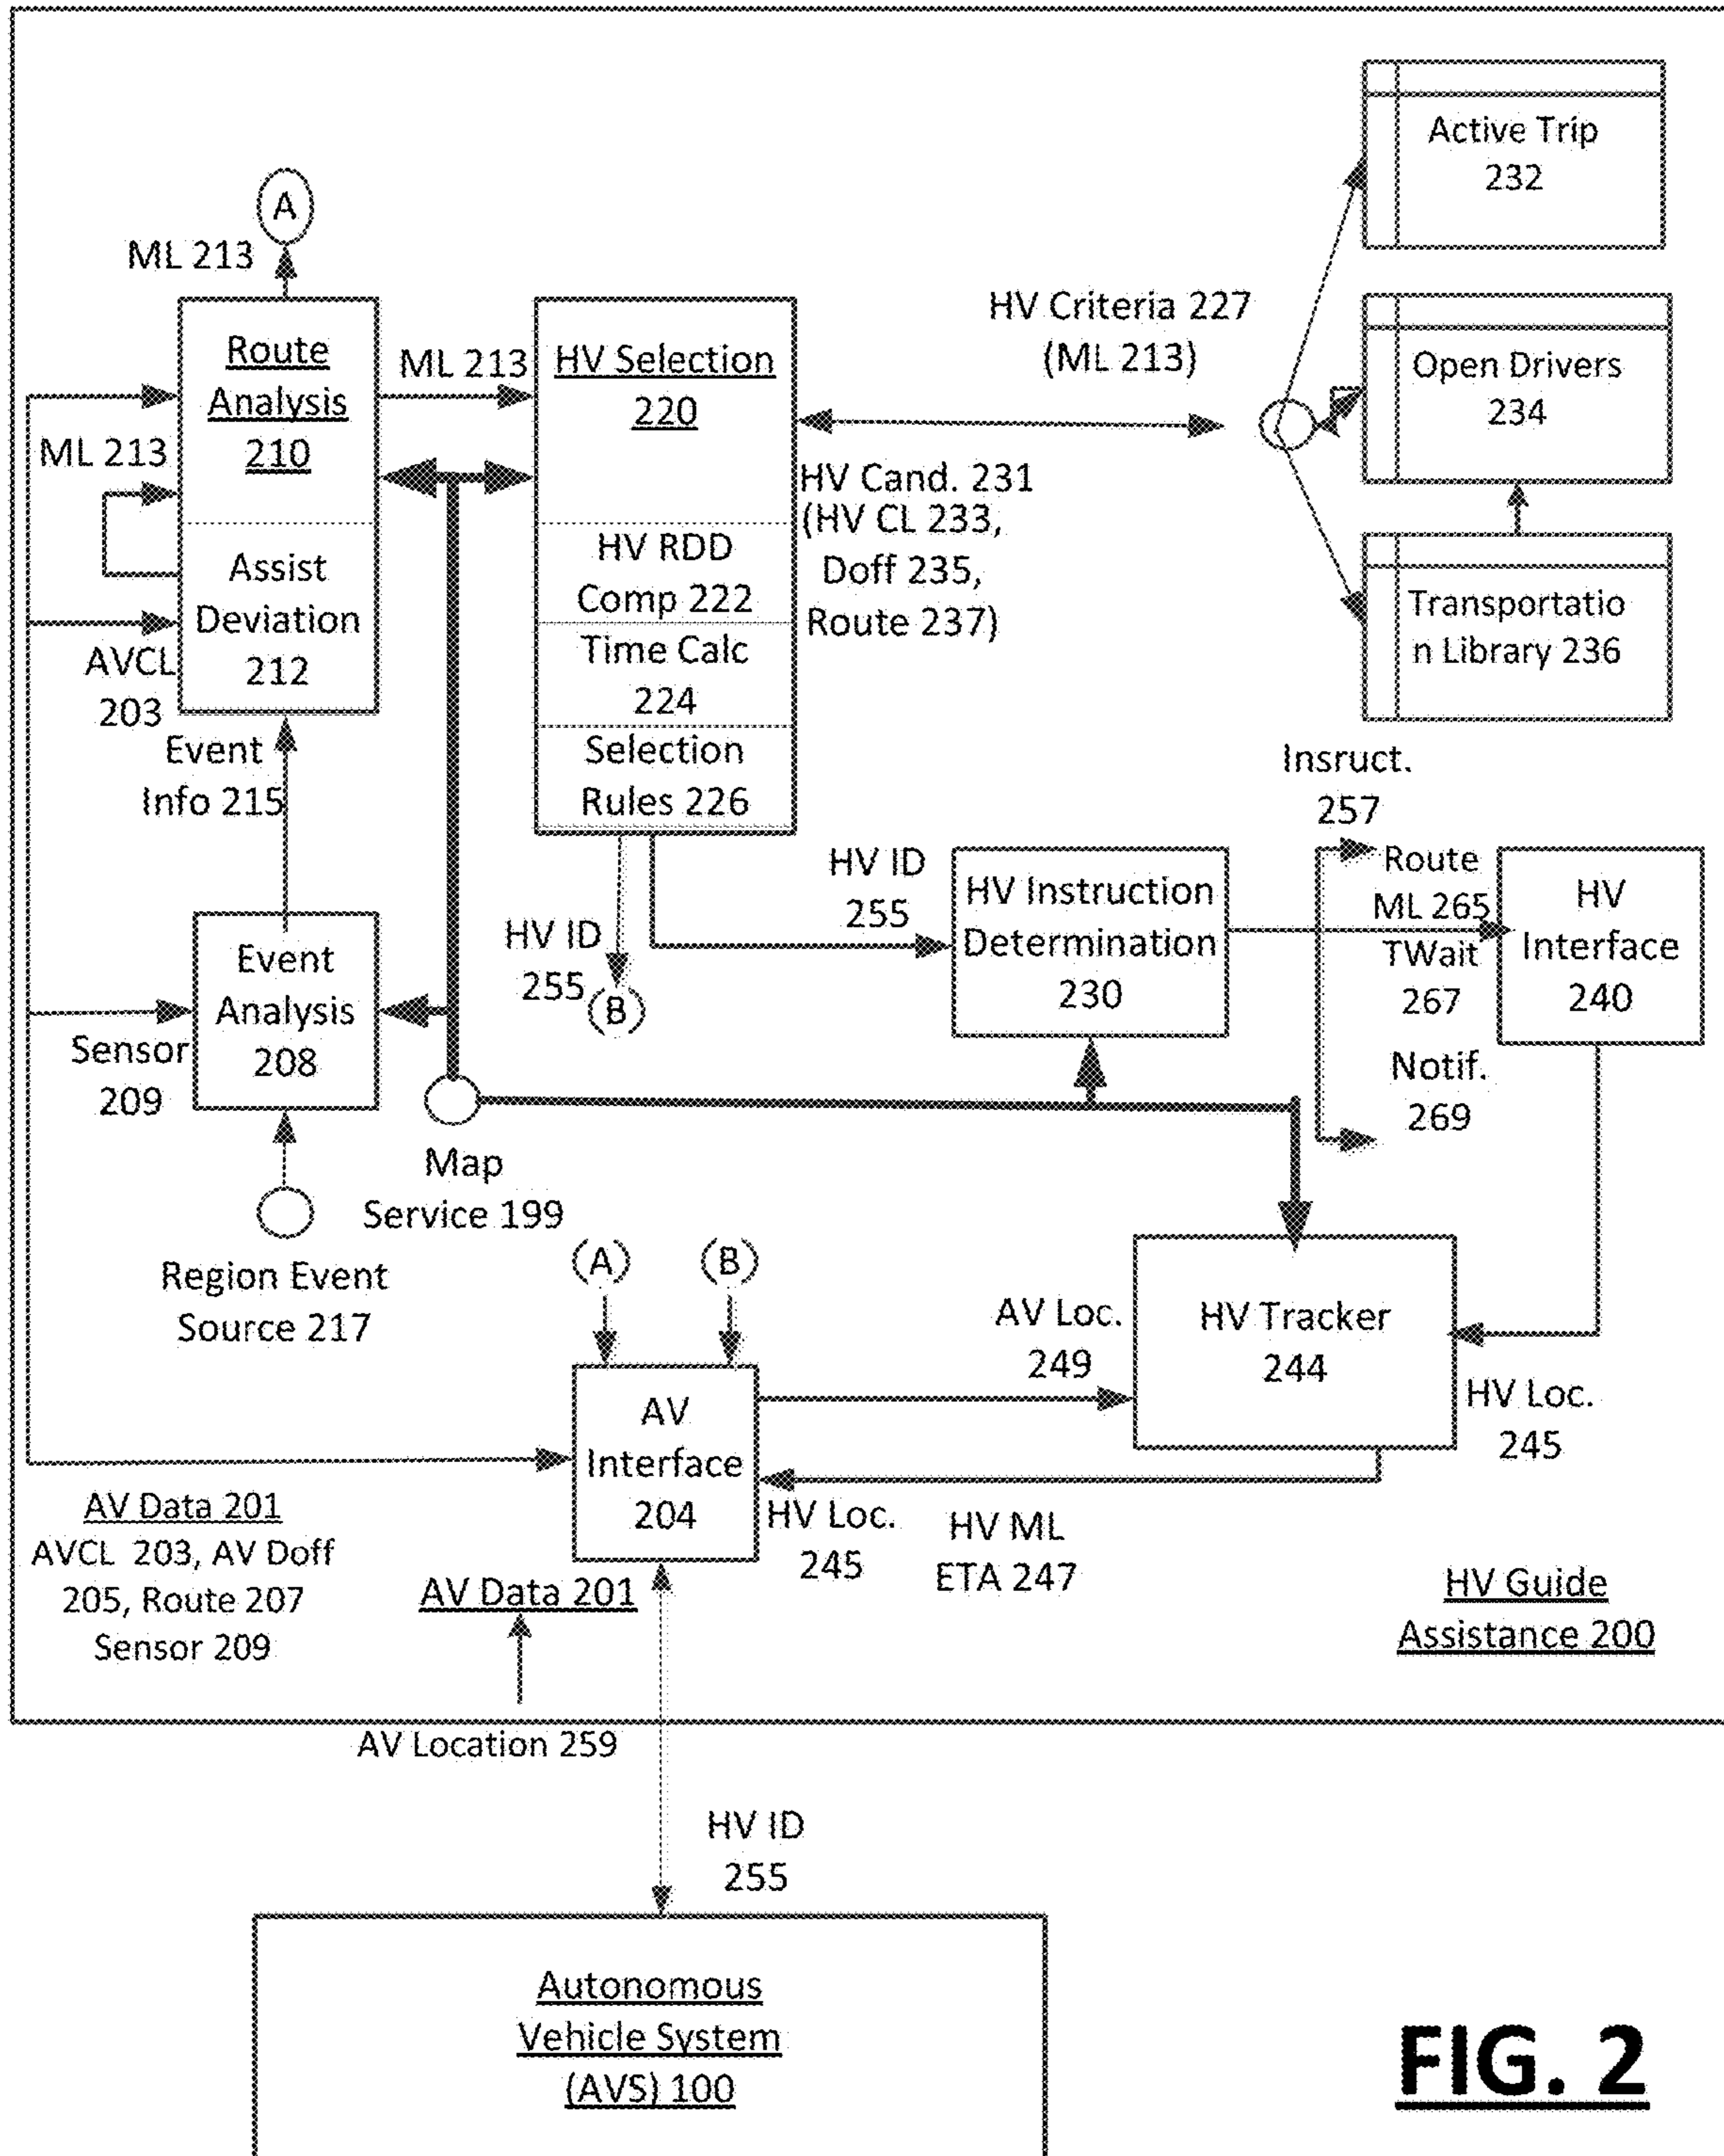 Active Trip
232
A
ML 213
Route
Analysis
210
ML 213
HV Selection
220
HV Criteria 227
(ML 213)
Open Drivers
234
ML 213
HV Cand. 231
(HV CL 233,
Doff 235,
Route 237)
Assist
Deviation
212
HV RDD
Comp 222
Time Calc
224
Selection
Rules 226
Transportatio
n Library 236
AVCL
203
Event
Info 215
Insruct.
257
Route
ML 265
TWait
267
Notif.
269
HV ID
255
HV ID
255
(B)
HV Instruction
Determination
230
HV
Interface
240
Event
Analysis
208
Sensor
209
Map
Service 199
Region Event
Source 217
(A)
(B)
AV Loc.
249
HV Tracker
244
HV Loc.
245
AV
Interface
204
HV Loc.
245
HV ML
ETA 247
AV Data 201
AVCL 203, AV Doff
205, Route 207
Sensor 209
AV Data 201
HV Guide
Assistance 200
AV Location 259
HV ID
255
Autonomous
Vehicle System
(AVS) 100
FIG. 2